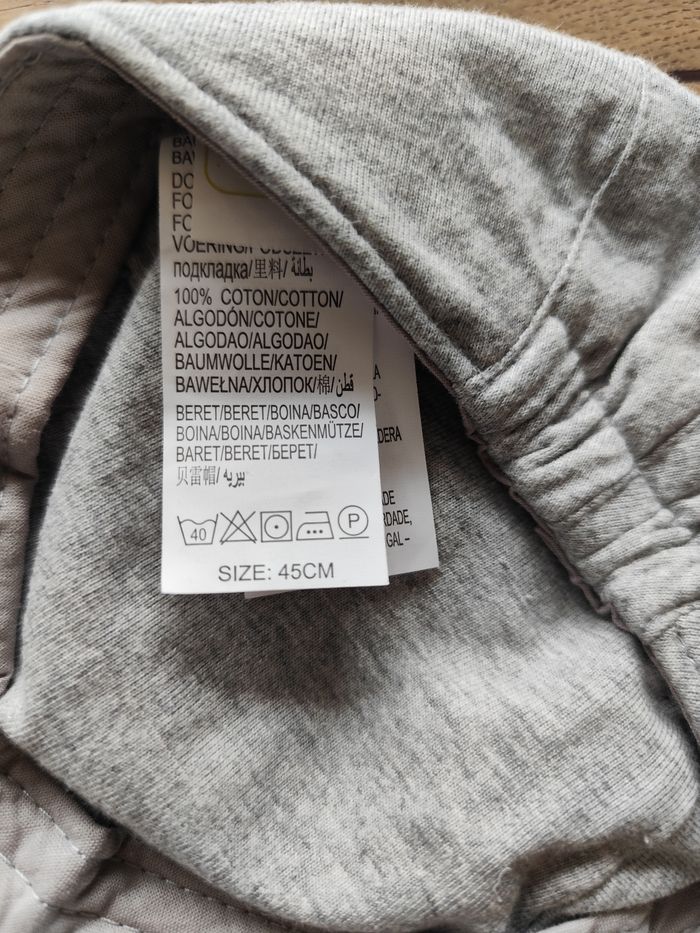 VOERING/
подкладка/里料/بطانة
100% COTON/COTTON/
ALGODÓN/COTONE/
ALGODAO/ALGODAO/
BAUMWOLLE/KATOEN/
BAWEŁNA/ХЛОПОК/棉/قطن
BERET/BERET/BOINA/BASCO/
BOINA/BOINA/BASKENMÜTZE/
BARET/BERET/БЕРЕТ/
贝雷帽/بيريه
40 P
SIZE: 45CM